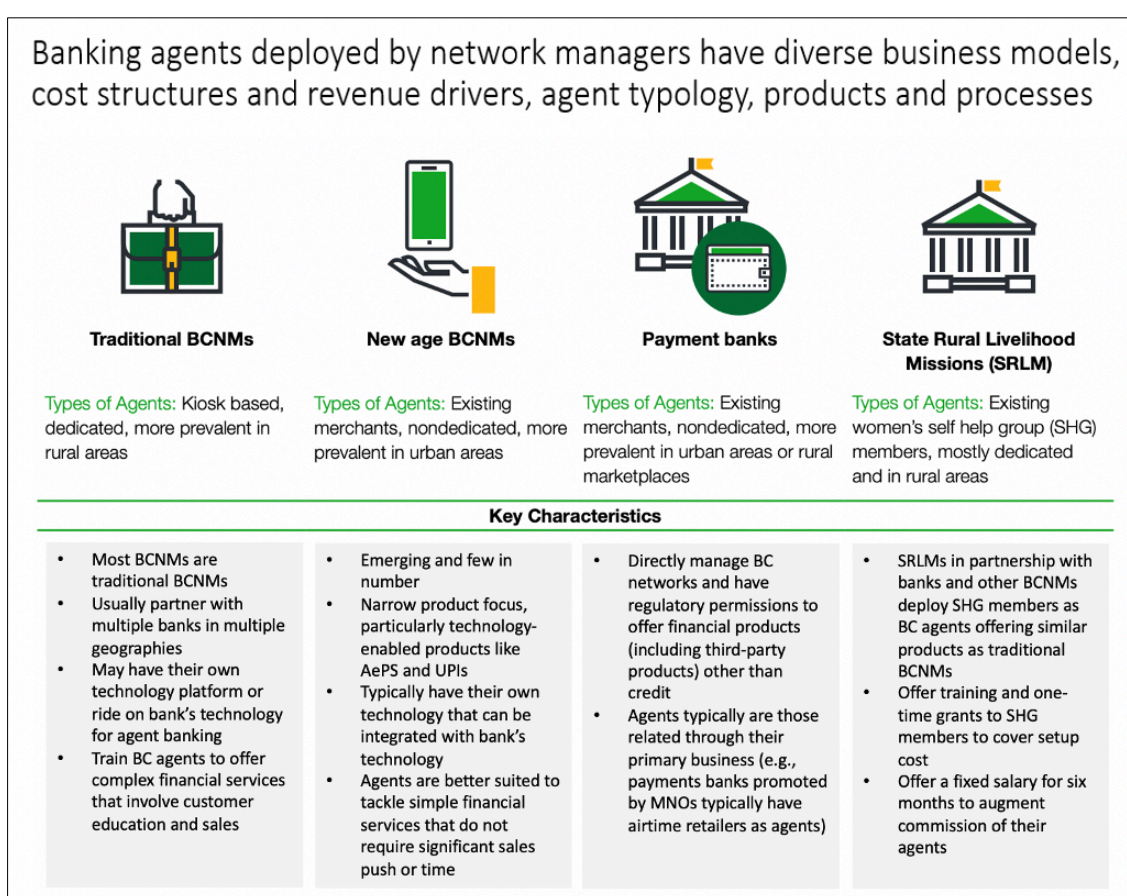 Banking agents deployed by network managers have diverse business models,
cost structures and revenue drivers, agent typology, products and processes
Traditional BCNMs
Types of Agents: Kiosk based,
dedicated, more prevalent in
rural areas
New age BCNMs
Types of Agents: Existing
merchants, nondedicated, more
prevalent in urban areas
Payment banks
Types of Agents: Existing
merchants, nondedicated, more
prevalent in urban areas or rural
marketplaces
State Rural Livelihood
Missions (SRLM)
Types of Agents: Existing
women's self help group (SHG)
members, mostly dedicated
and in rural areas
Key Characteristics
• Most BCNMs are
traditional BCNMs
• Usually partner with
multiple banks in multiple
geographies
• May have their own
technology platform or
ride on bank's technology
for agent banking
• Train BC agents to offer
complex financial services
that involve customer
education and sales
• Emerging and few in
number
• Narrow product focus,
particularly technology-
enabled products like
AePS and UPIs
• Typically have their own
technology that can be
integrated with bank's
technology
• Agents are better suited to
tackle simple financial
services that do not
require significant sales
push or time
• Directly manage BC
networks and have
regulatory permissions to
offer financial products
(including third-party
products) other than
credit
• Agents typically are those
related through their
primary business (e.g.,
payments banks promoted
by MNOs typically have
airtime retailers as agents)
• SRLMs in partnership with
banks and other BCNMs
deploy SHG members as
BC agents offering similar
products as traditional
BCNMs
• Offer training and one-
time grants to SHG
members to cover setup
cost
• Offer a fixed salary for six
months to augment
commission of their
agents